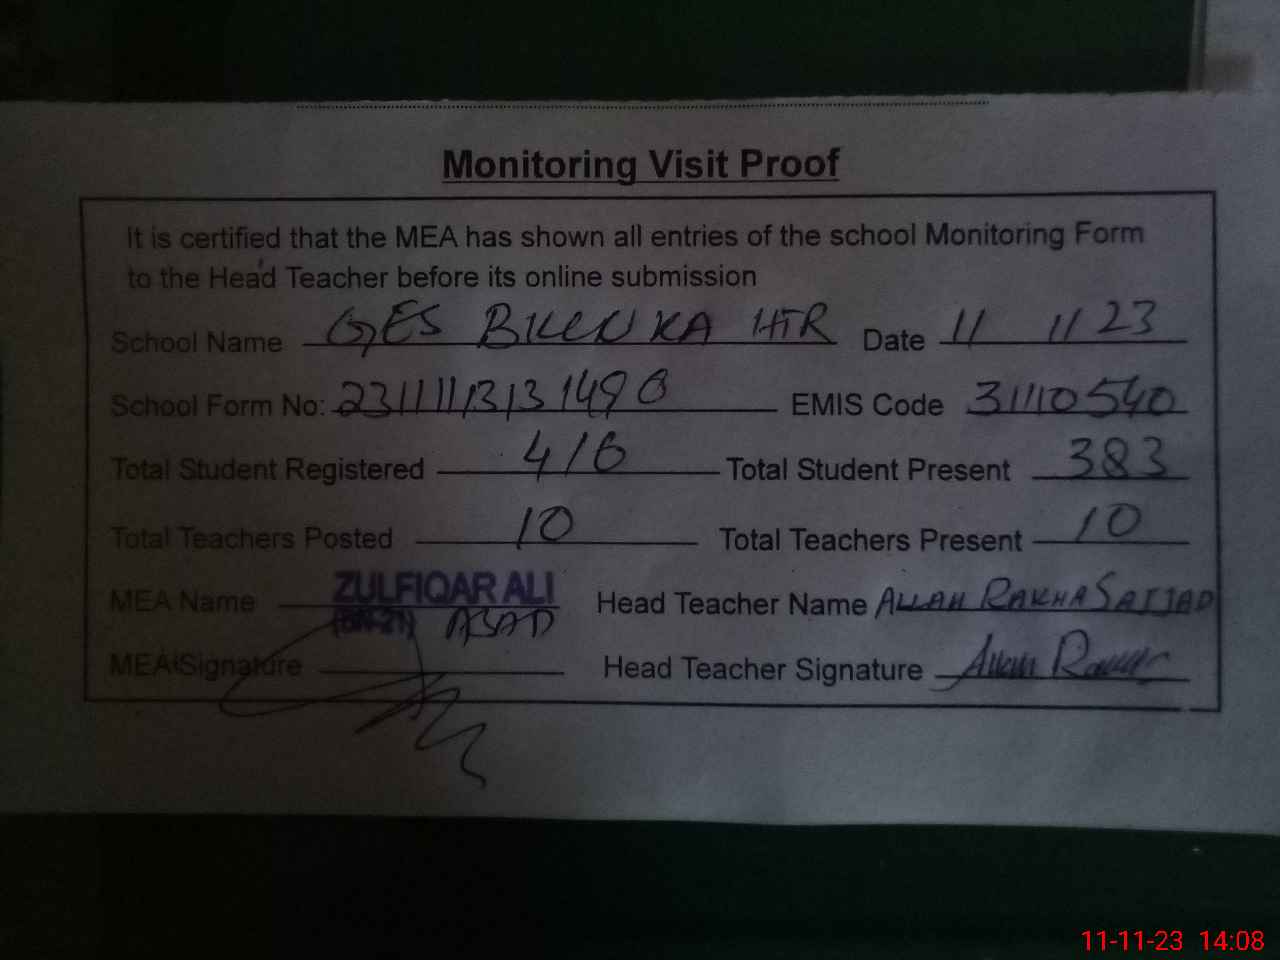 Monitoring Visit Proof
It is certified that the MEA has shown all entries of the school Monitoring Form
to the Head Teacher before its online submission
School Name GES Date 11 11 23
School Form No: EMIS Code 31110540
Total Student Registered 416 Total Student Present 383
Total Teachers Posted 10 Total Teachers Present 10
MEA Name ZULFIQAR ALI Head Teacher Name ALLAH RAKHA SAJJAD
ASAD
MEA Signature Head Teacher Signature Allah
11-11-23 14:08